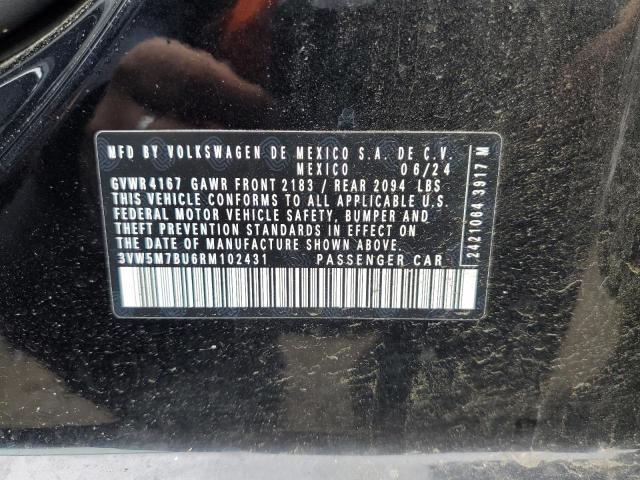 MFD BY VOLKSWAGEN DE MEXICO S.A. DE C.V.
MEXICO 06/24
GVWR4167 GAWR FRONT 2183 / REAR 2094 LBS
THIS VEHICLE CONFORMS TO ALL APPLICABLE U.S.
FEDERAL MOTOR VEHICLE SAFETY, BUMPER AND
THEFT PREVENTION STANDARDS IN EFFECT ON
THE DATE OF MANUFACTURE SHOWN ABOVE.
3VW5M7BU6RM102431 PASSENGER CAR
2421064 3917 M